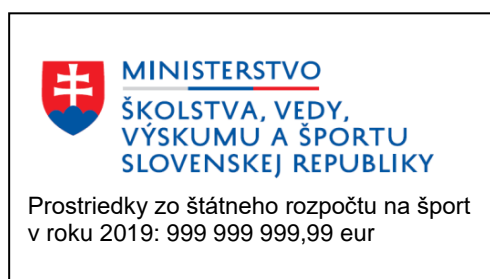 MINISTERSTVO
ŠKOLSTVA, VEDY,
VÝSKUMU A ŠPORTU
SLOVENSKEJ REPUBLIKY
Prostriedky zo štátneho rozpočtu na šport
v roku 2019: 999 999 999,99 eur